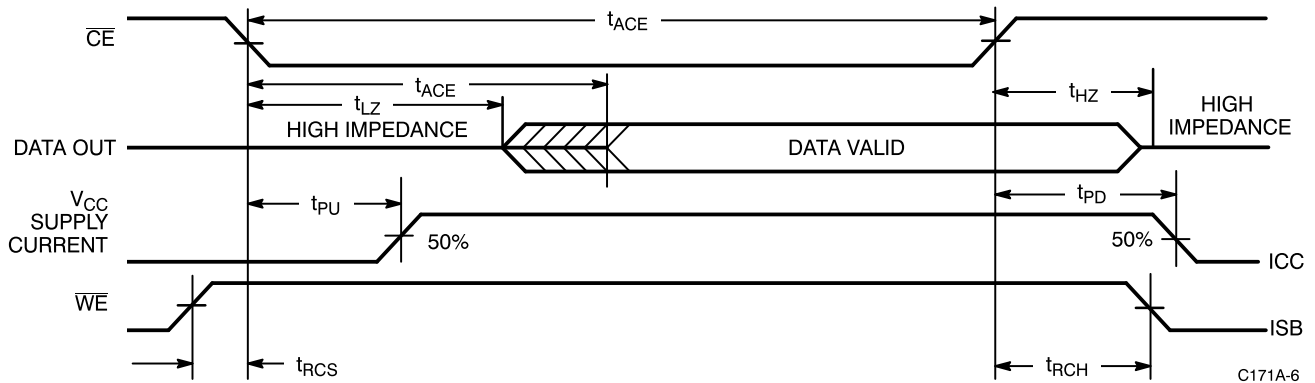 tACE
CE
tACE
tLZ
tHZ
HIGH IMPEDANCE
HIGH
IMPEDANCE
DATA OUT
DATA VALID
VCC
SUPPLY
CURRENT
tPU
tPD
50%
50%
ICC
WE
ISB
tRCS
tRCH
C171A-6